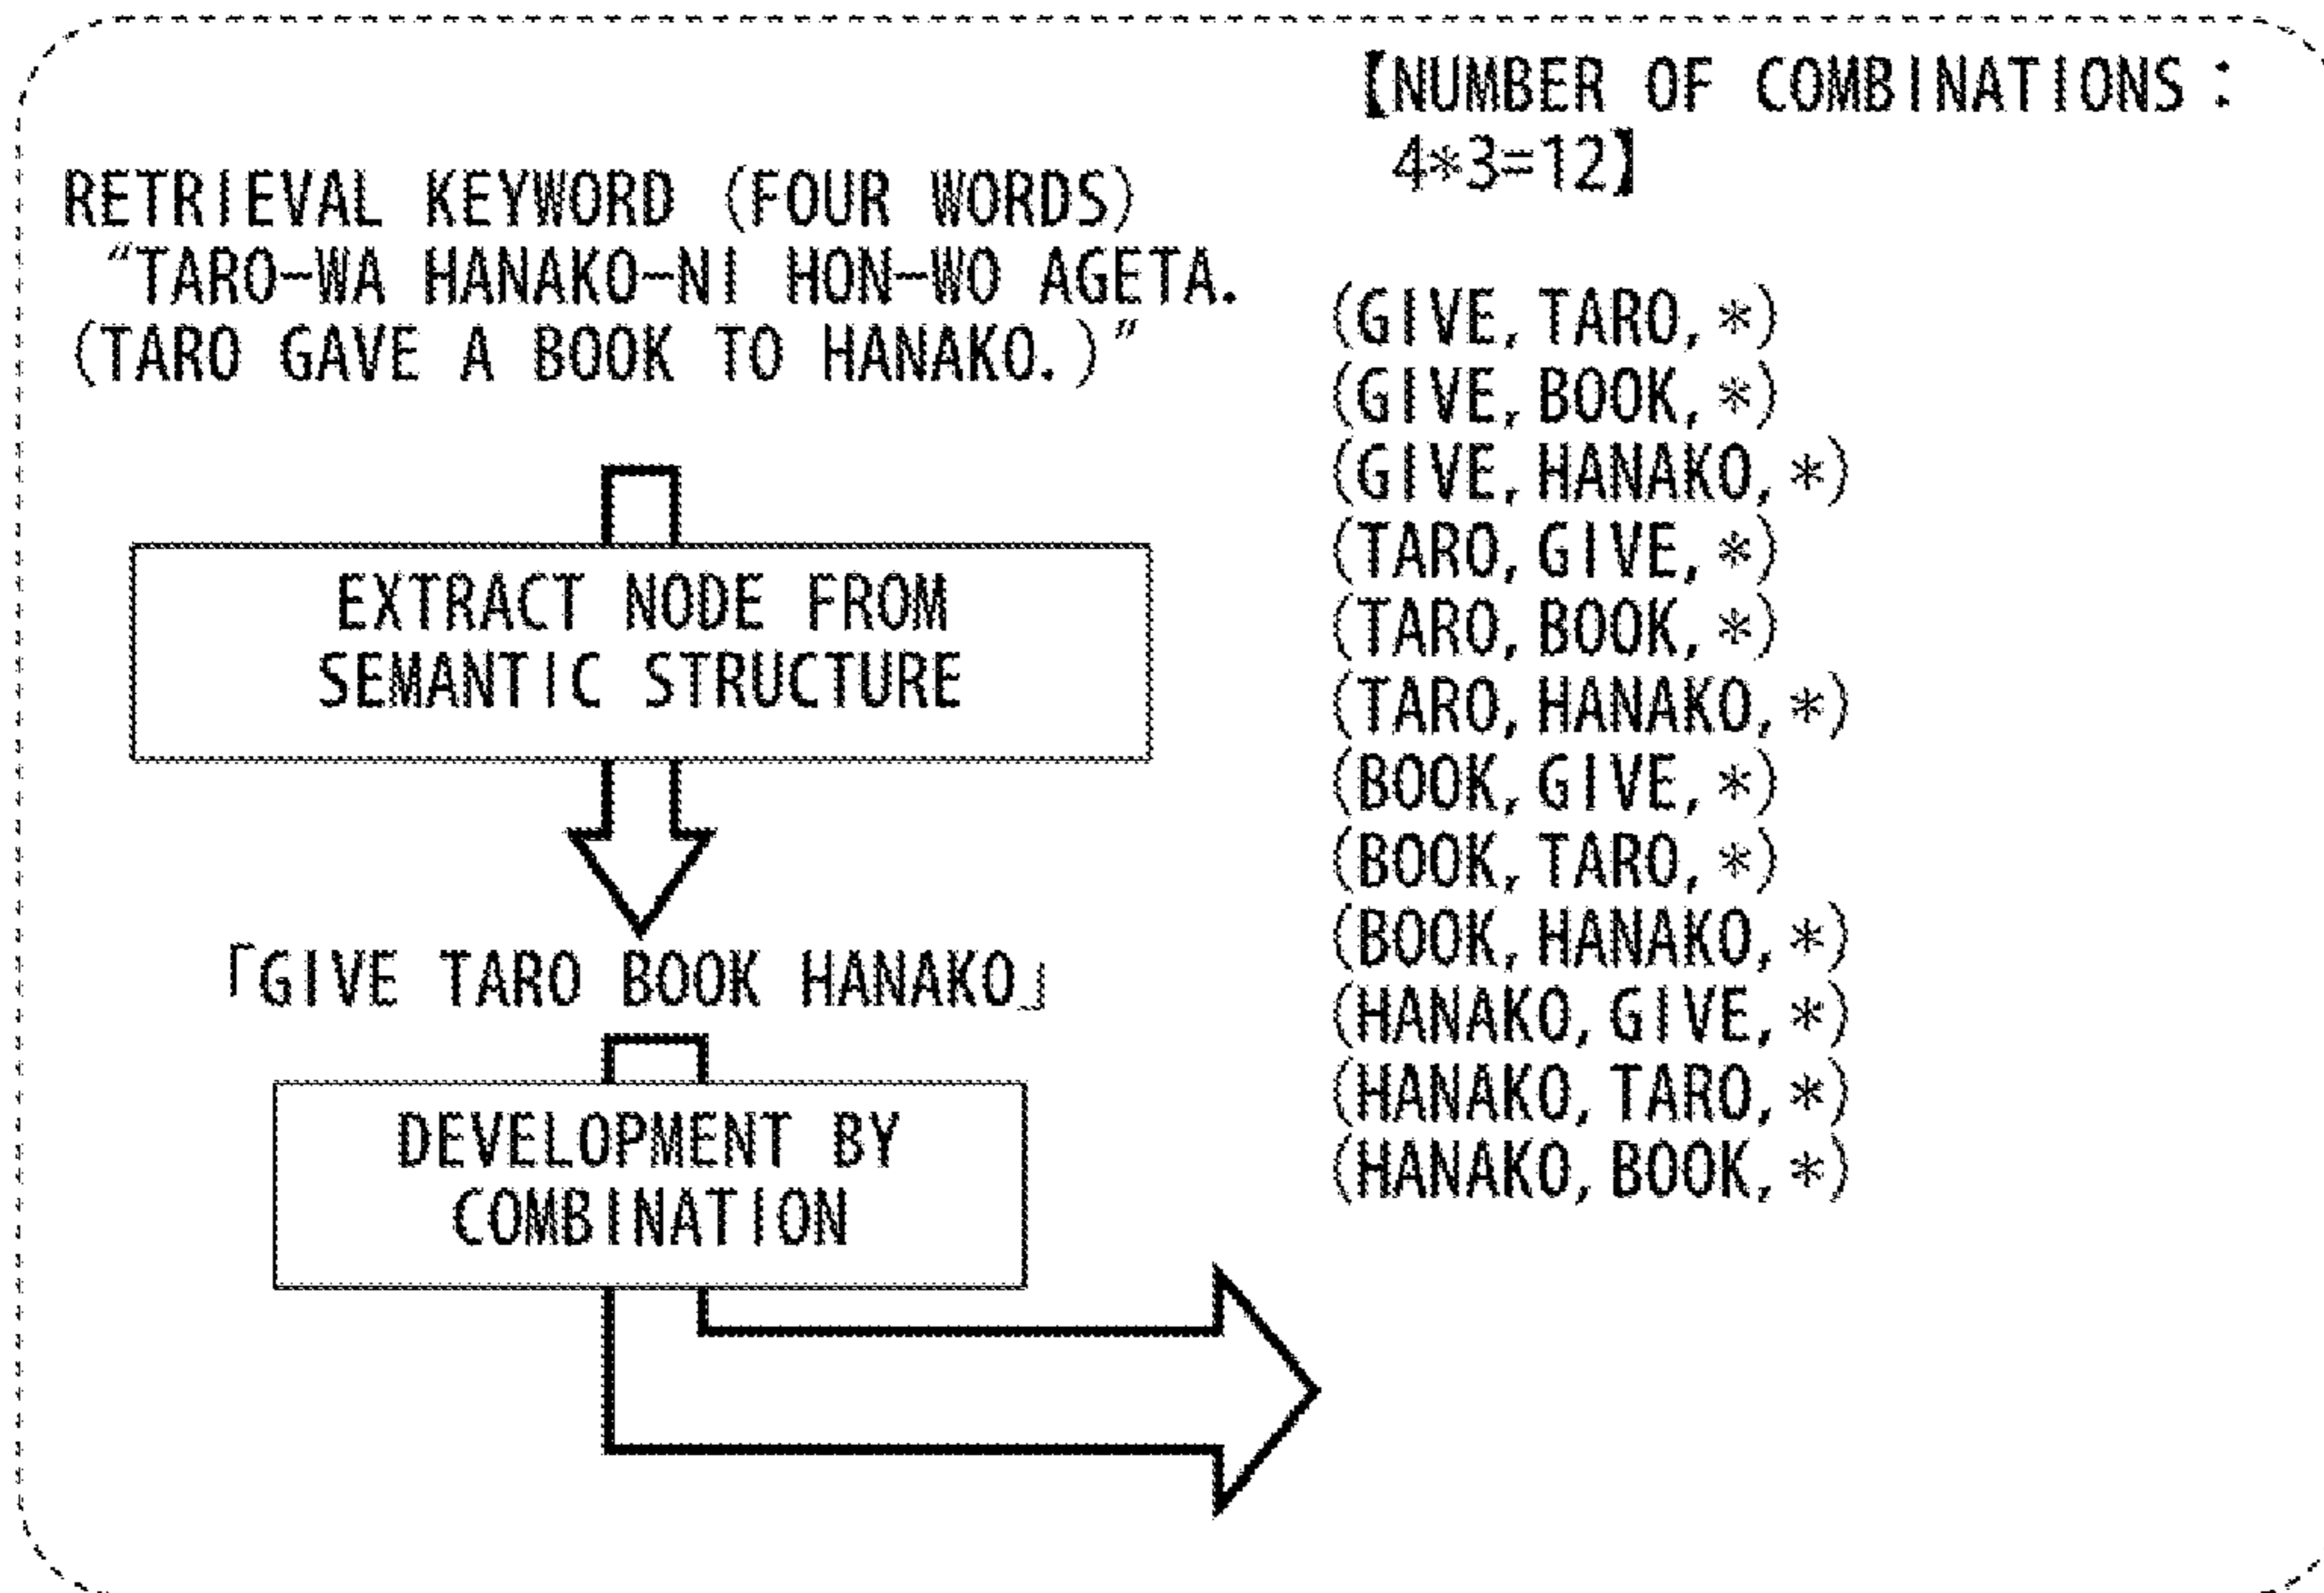 RETRIEVAL KEYWORD (FOUR WORDS)
"TARO-WA HANAKO-NI HON-WO AGETA.
(TARO GAVE A BOOK TO HANAKO.)"
EXTRACT NODE FROM
SEMANTIC STRUCTURE
「GIVE TARO BOOK HANAKO」
DEVELOPMENT BY
COMBINATION
【NUMBER OF COMBINATIONS:
4*3=12】
(GIVE, TARO, *)
(GIVE, BOOK, *)
(GIVE, HANAKO, *)
(TARO, GIVE, *)
(TARO, BOOK, *)
(TARO, HANAKO, *)
(BOOK, GIVE, *)
(BOOK, TARO, *)
(BOOK, HANAKO, *)
(HANAKO, GIVE, *)
(HANAKO, TARO, *)
(HANAKO, BOOK, *)